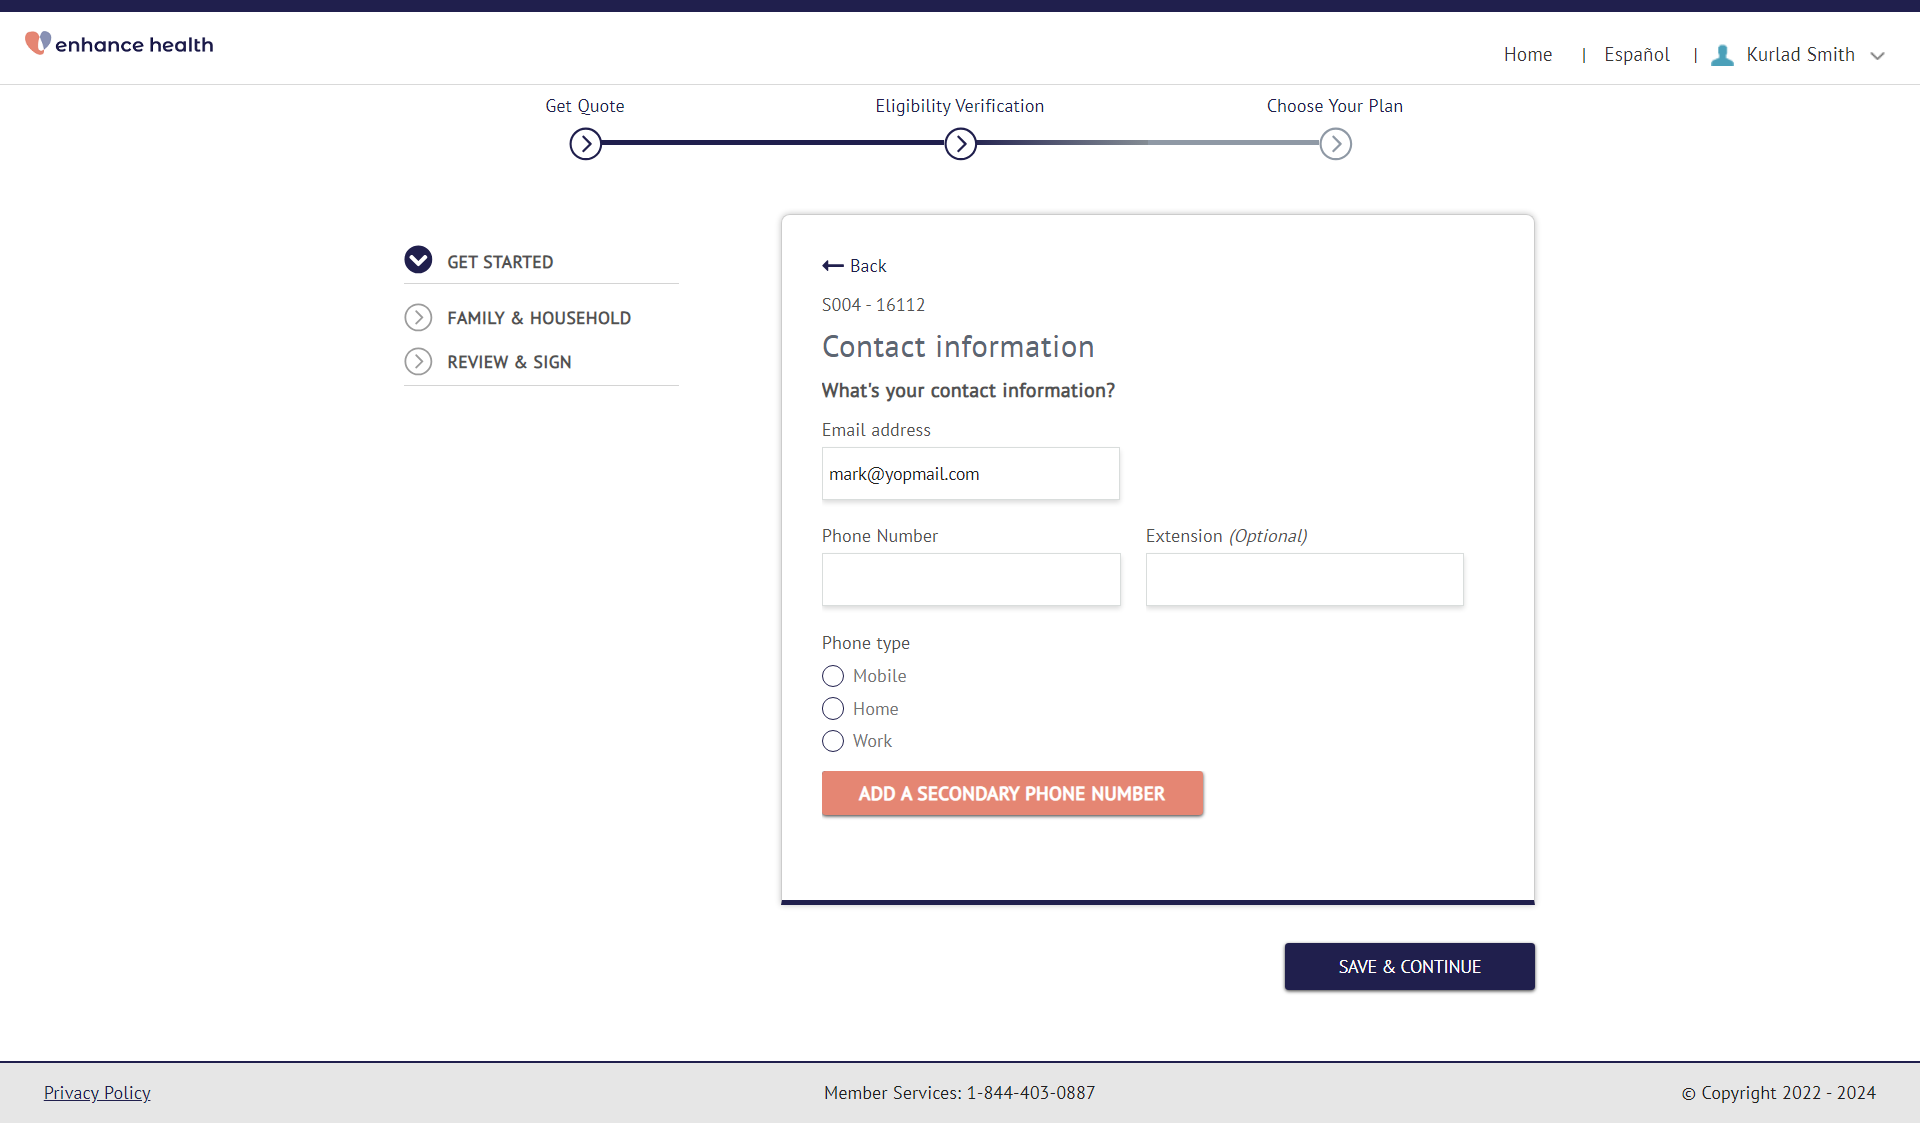 enhance health
Home | Español | Kurlad Smith
Get Quote
Eligibility Verification
Choose Your Plan
GET STARTED
FAMILY & HOUSEHOLD
REVIEW & SIGN
Back
S004 - 16112
Contact information
What's your contact information?
Email address
mark@yopmail.com
Phone Number
Extension (Optional)
Phone type
Mobile
Home
Work
ADD A SECONDARY PHONE NUMBER
SAVE & CONTINUE
Privacy Policy
Member Services: 1-844-403-0887
© Copyright 2022 - 2024